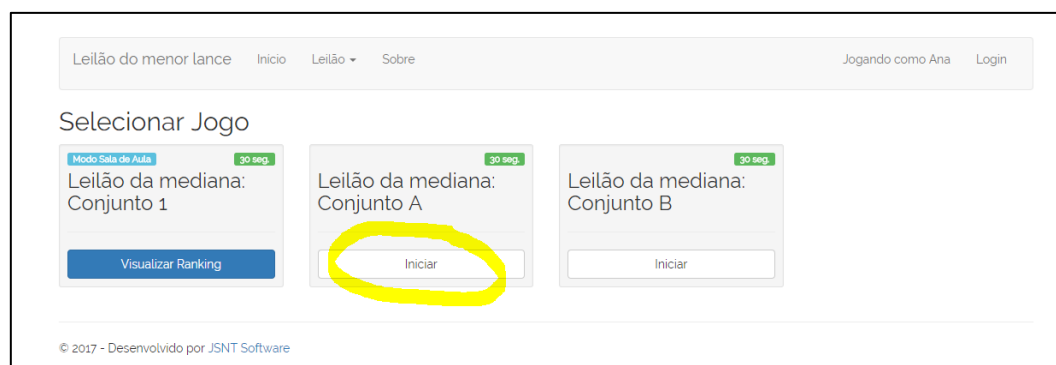 Leilão do menor lance Início Leilão Sobre Jogando como Ana Login
Selecionar Jogo
Modo Sala de Aula 30 seg.
Leilão da mediana:
Conjunto 1
Visualizar Ranking
30 seg.
Leilão da mediana:
Conjunto A
Iniciar
30 seg.
Leilão da mediana:
Conjunto B
Iniciar
© 2017 - Desenvolvido por JSNT Software